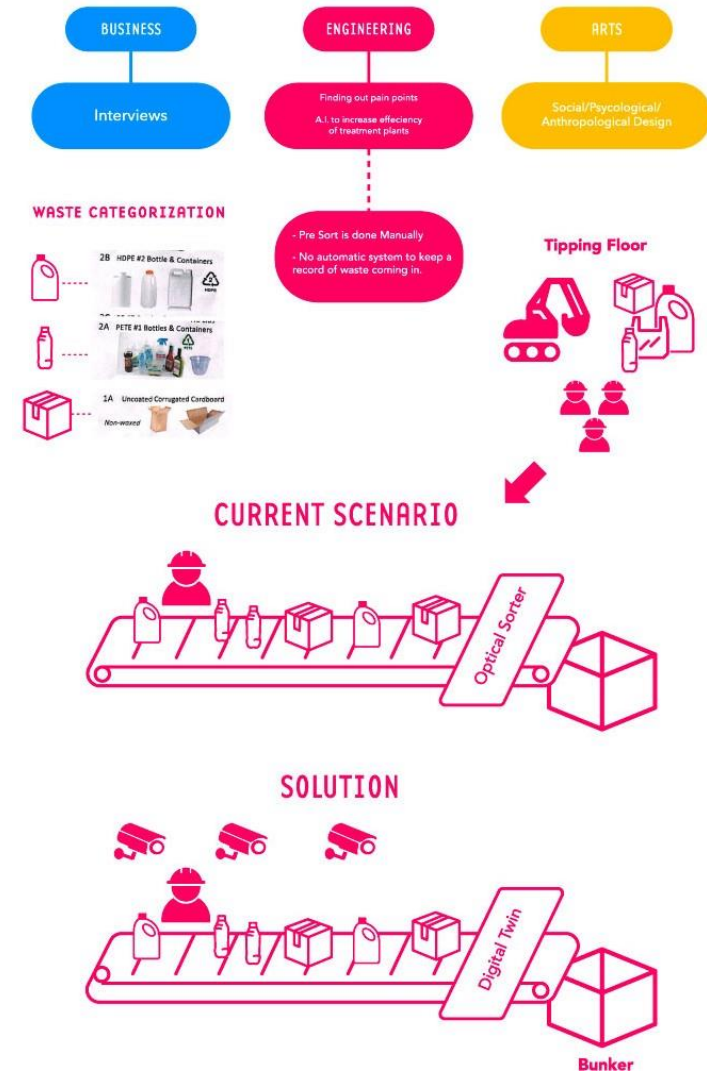 BUSINESS
ENGINEERING
ARTS
Interviews
Finding out pain points
A.I. to increase effeciency
of treatment plants
Social/Psycological/
Anthropological Design
WASTE CATEGORIZATION
2B HDPE #2 Bottle & Containers
2
HDPE
2A PETE #1 Bottles & Containers
1A Uncoated Corrugated Cardboard
Non-waxed
- Pre Sort is done Manually
- No automatic system to keep a
record of waste coming in.
Tipping Floor
CURRENT SCENARIO
Optical Sorter
SOLUTION
Digital Twin
Bunker